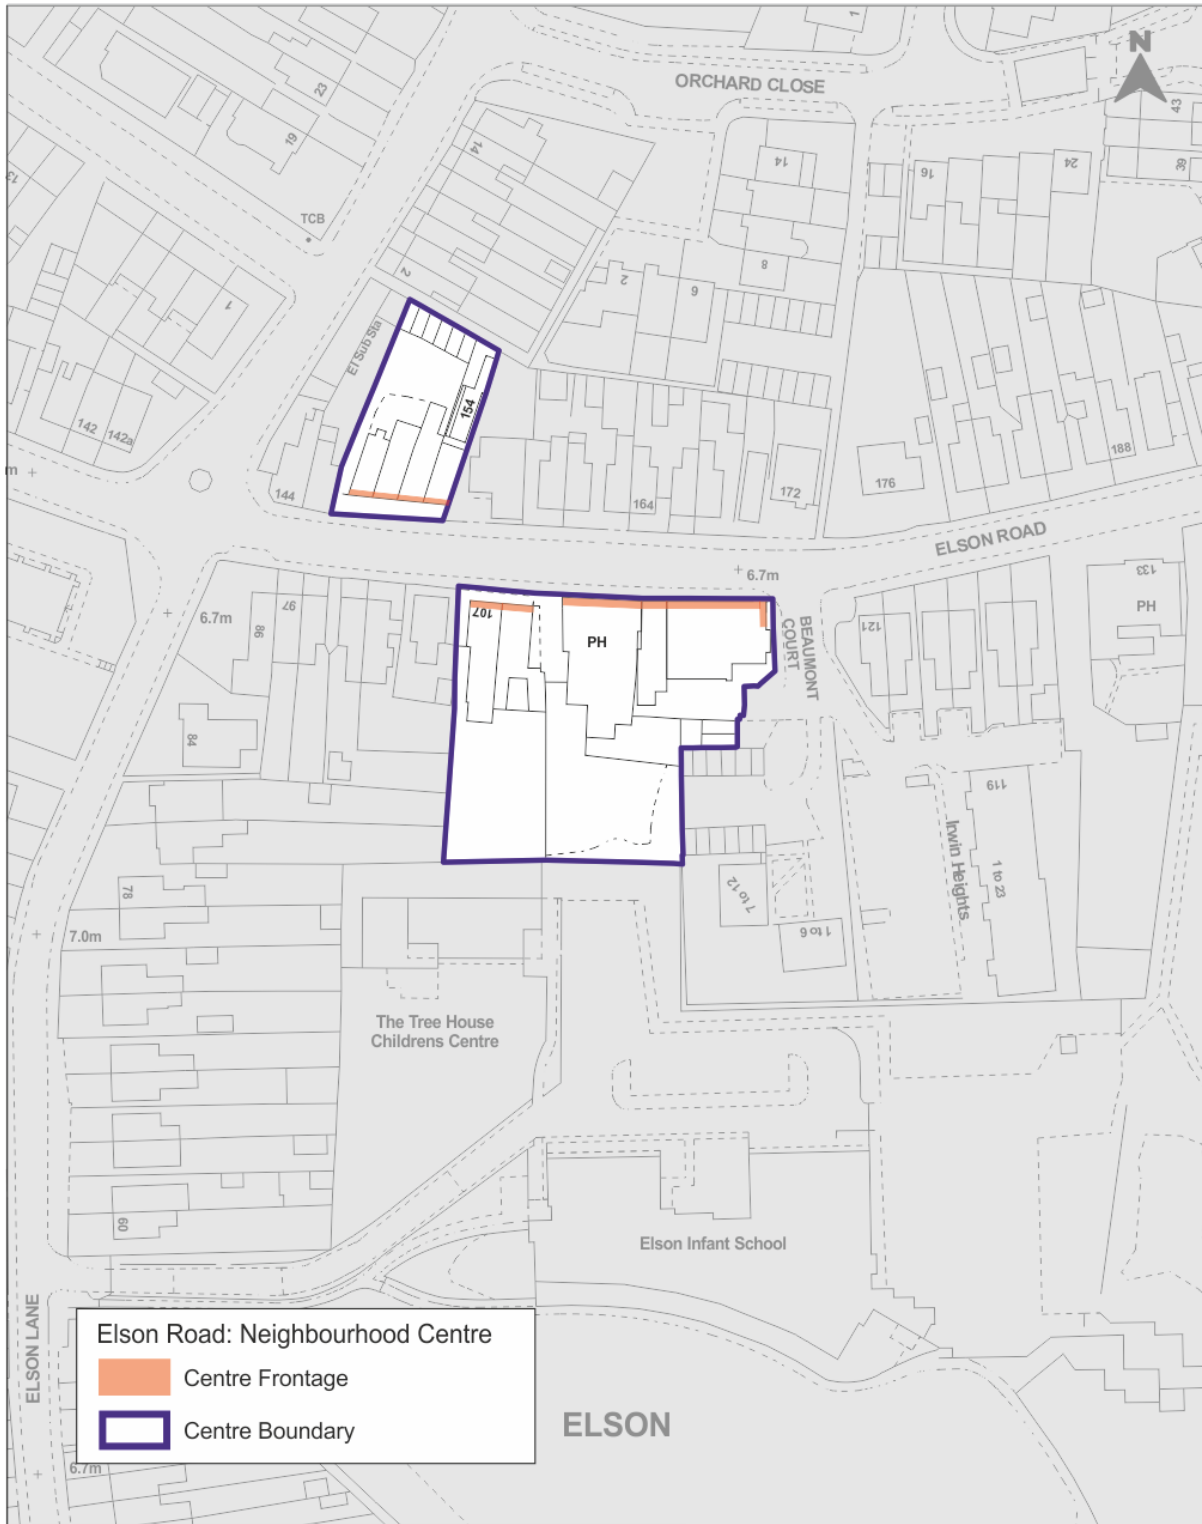 1
N
ORCHARD CLOSE
23
43
19
14
14
16
24
39
13
TCB
2
8
2
6
1
El Sub Sta
154
142
142a
188
m
144
164
172
176
ELSON ROAD
6.7m
133
PH
107
97
6.7m
86
PH
BEAUMONT
COURT
121
84
119
Irwin Heights
1 to 23
7 to 12
78
1 to 6
7.0m
The Tree House
Childrens Centre
60
Elson Infant School
ELSON LANE
Elson Road: Neighbourhood Centre
Centre Frontage
Centre Boundary
ELSON
6.7m